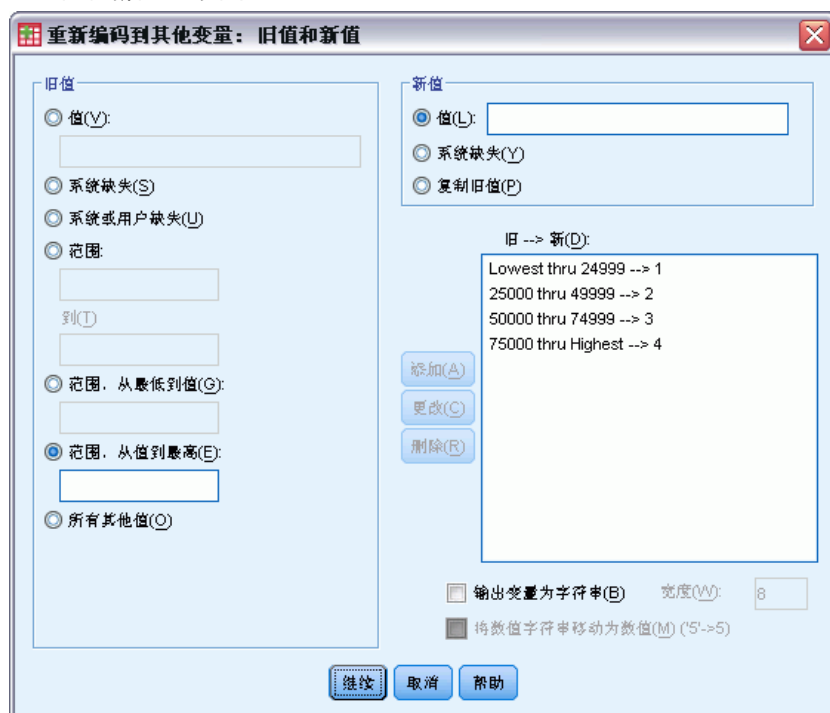 重新编码到其他变量： 旧值和新值
旧值
值(V):
系统缺失(S)
系统或用户缺失(U)
范围:
到(T)
范围，从最低到值(G):
范围，从值到最高(E):
所有其他值(O)
新值
值(L):
系统缺失(Y)
复制旧值(P)
旧 --> 新(D):
Lowest thru 24999 --> 1
25000 thru 49999 --> 2
50000 thru 74999 --> 3
75000 thru Highest --> 4
添加(A)
更改(C)
删除(R)
输出变量为字符串(B) 宽度(W): 8
将数值字符串移动为数值(M) ('5'->5)
继续 取消 帮助